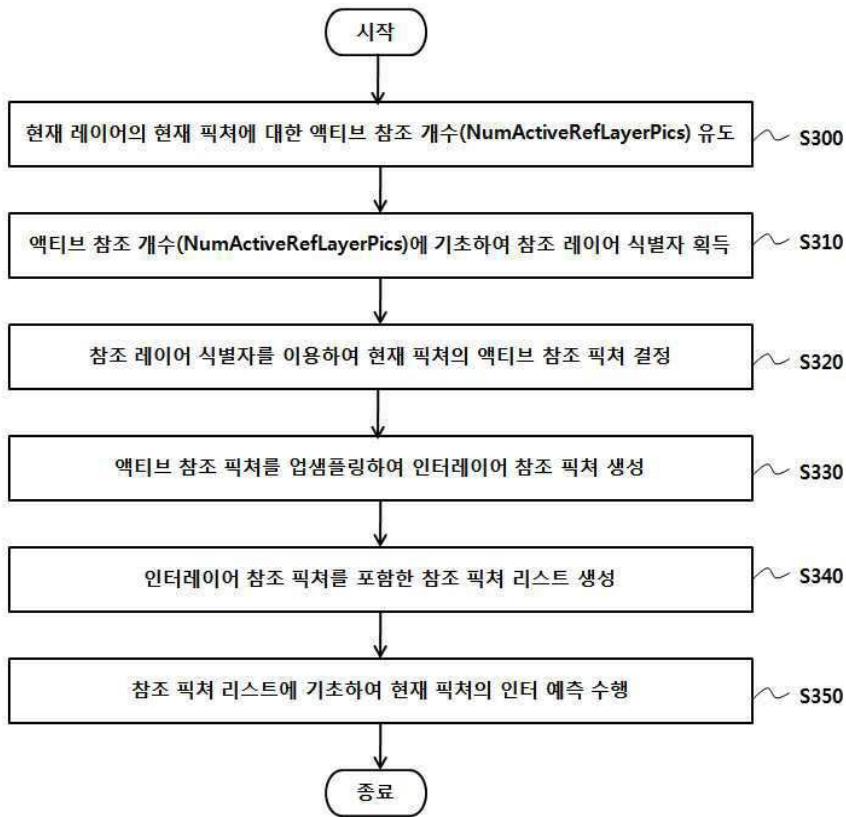 시작
현재 레이어의 현재 픽쳐에 대한 액티브 참조 개수(NumActiveRefLayerPics) 유도
S300
액티브 참조 개수(NumActiveRefLayerPics)에 기초하여 참조 레이어 식별자 획득
S310
참조 레이어 식별자를 이용하여 현재 픽쳐의 액티브 참조 픽쳐 결정
S320
액티브 참조 픽쳐를 업샘플링하여 인터레이어 참조 픽쳐 생성
S330
인터레이어 참조 픽쳐를 포함한 참조 픽쳐 리스트 생성
S340
참조 픽쳐 리스트에 기초하여 현재 픽쳐의 인터 예측 수행
S350
종료